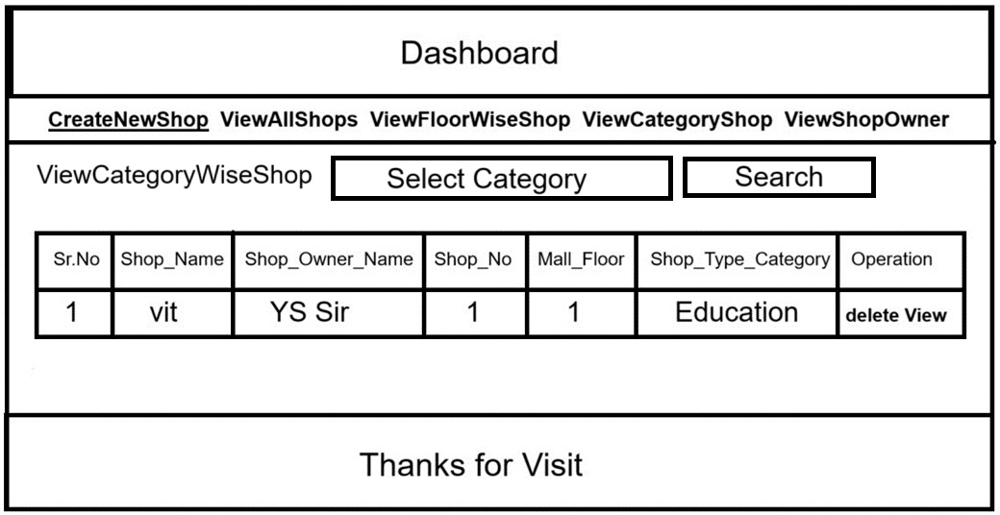 Dashboard
CreateNewShop ViewAllShops ViewFloorWiseShop ViewCategoryShop ViewShopOwner
ViewCategoryWiseShop Select Category Search
Sr.No Shop_Name Shop_Owner_Name Shop_No Mall_Floor Shop_Type_Category Operation
1 vit YS Sir 1 1 Education delete View
Thanks for Visit